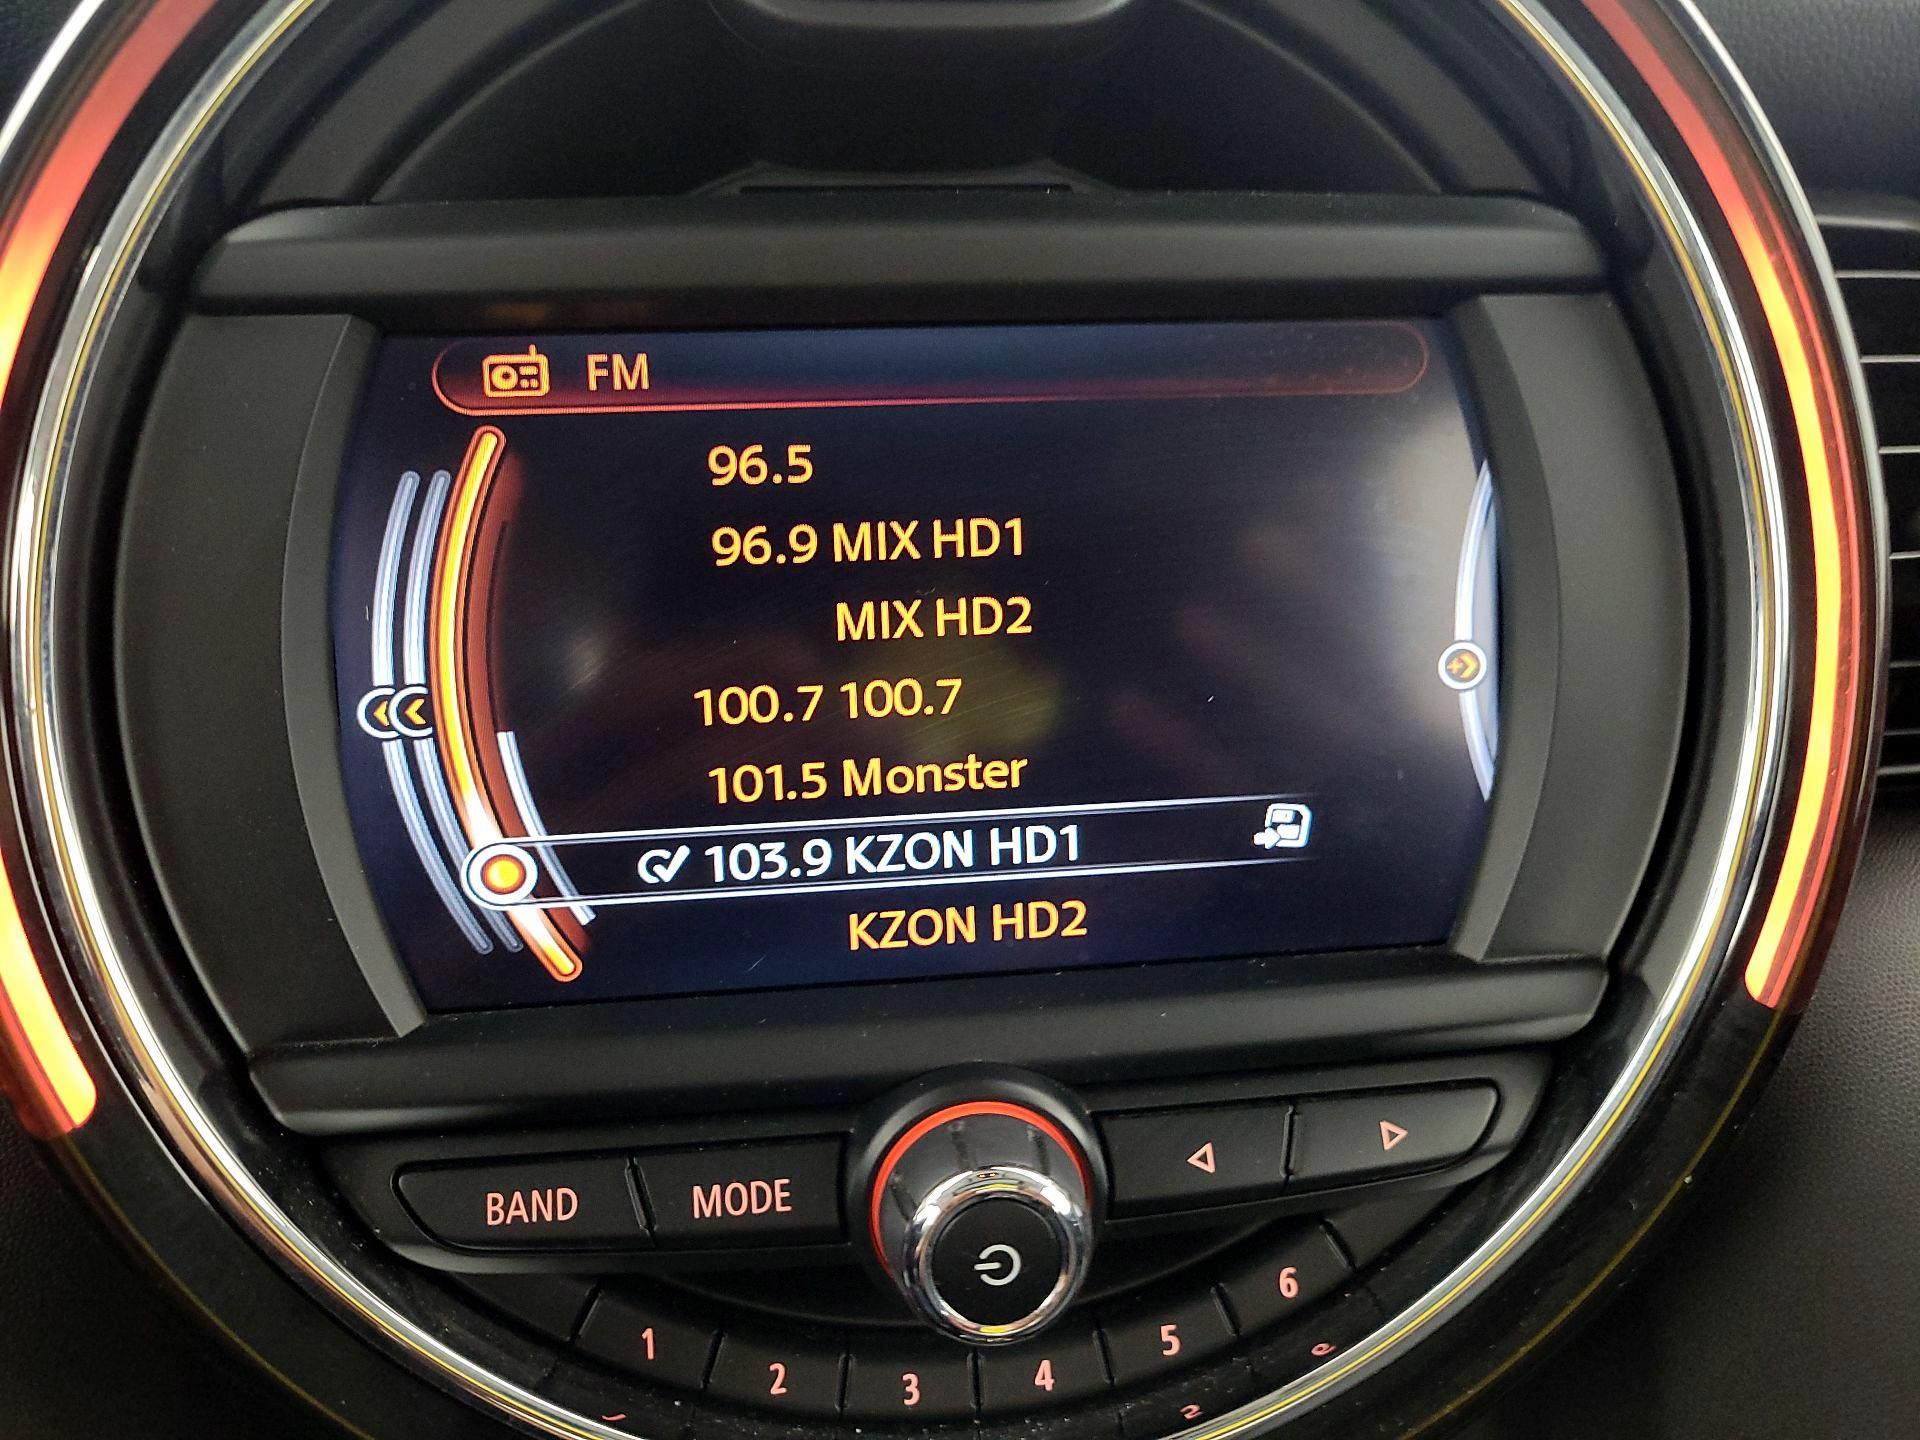 FM
96.5
96.9 MIX HD1
MIX HD2
100.7 100.7
101.5 Monster
103.9 KZON HD1
KZON HD2
BAND MODE
1 2 3 4 5 6